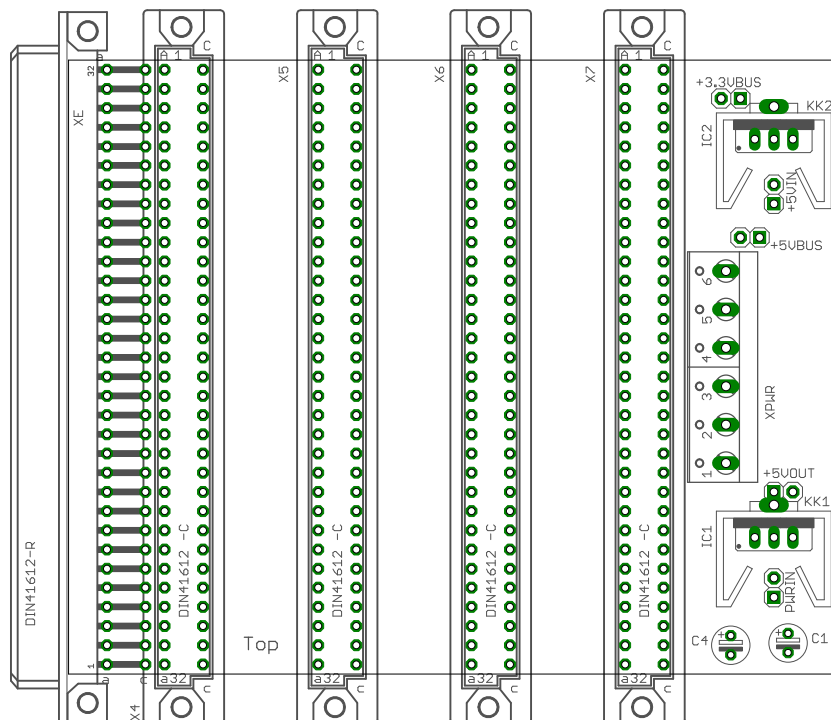 C
C
C
C
A 1
A 1
A 1
A 1
a
32
X5
X6
X7
XE
+3.3VBUS
KK2
IC2
+5VIN
+5VBUS
6
5
4
3
2
1
XPWR
+5VOUT
KK1
IC1
PWRIN
DIN41612-R
DIN41612 -C
DIN41612 -C
DIN41612 -C
DIN41612 -C
Top
C4
+
+
C1
1
a
c
a32
a32
a32
a32
c
c
c
c
X4